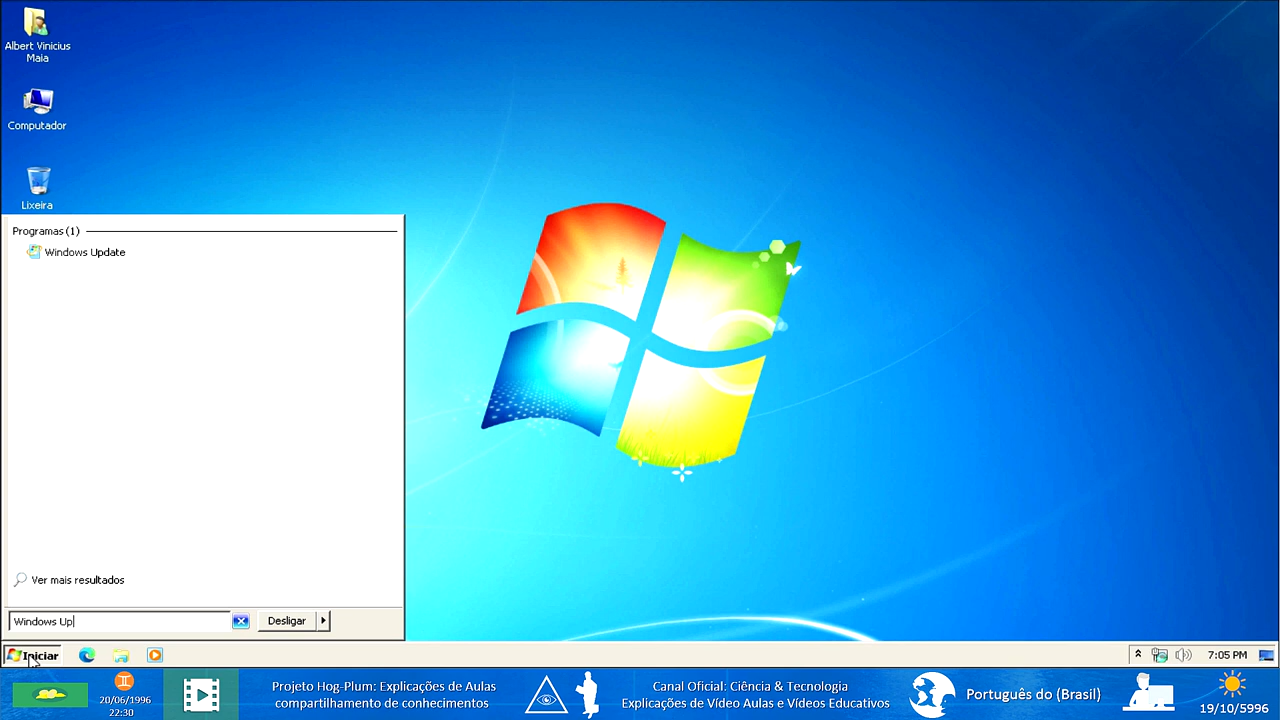 Albert Vinicius
Maia
Computador
Lixeira
Programas (1)
Windows Update
Ver mais resultados
Windows Up
Desligar
Iniciar
7:05 PM
20/06/1996
22:30
Projeto Hog-Plum: Explicações de Aulas
compartilhamento de conhecimentos
Canal Oficial: Ciência & Tecnologia
Explicações de Vídeo Aulas e Vídeos Educativos
Português do (Brasil)
19/10/5996